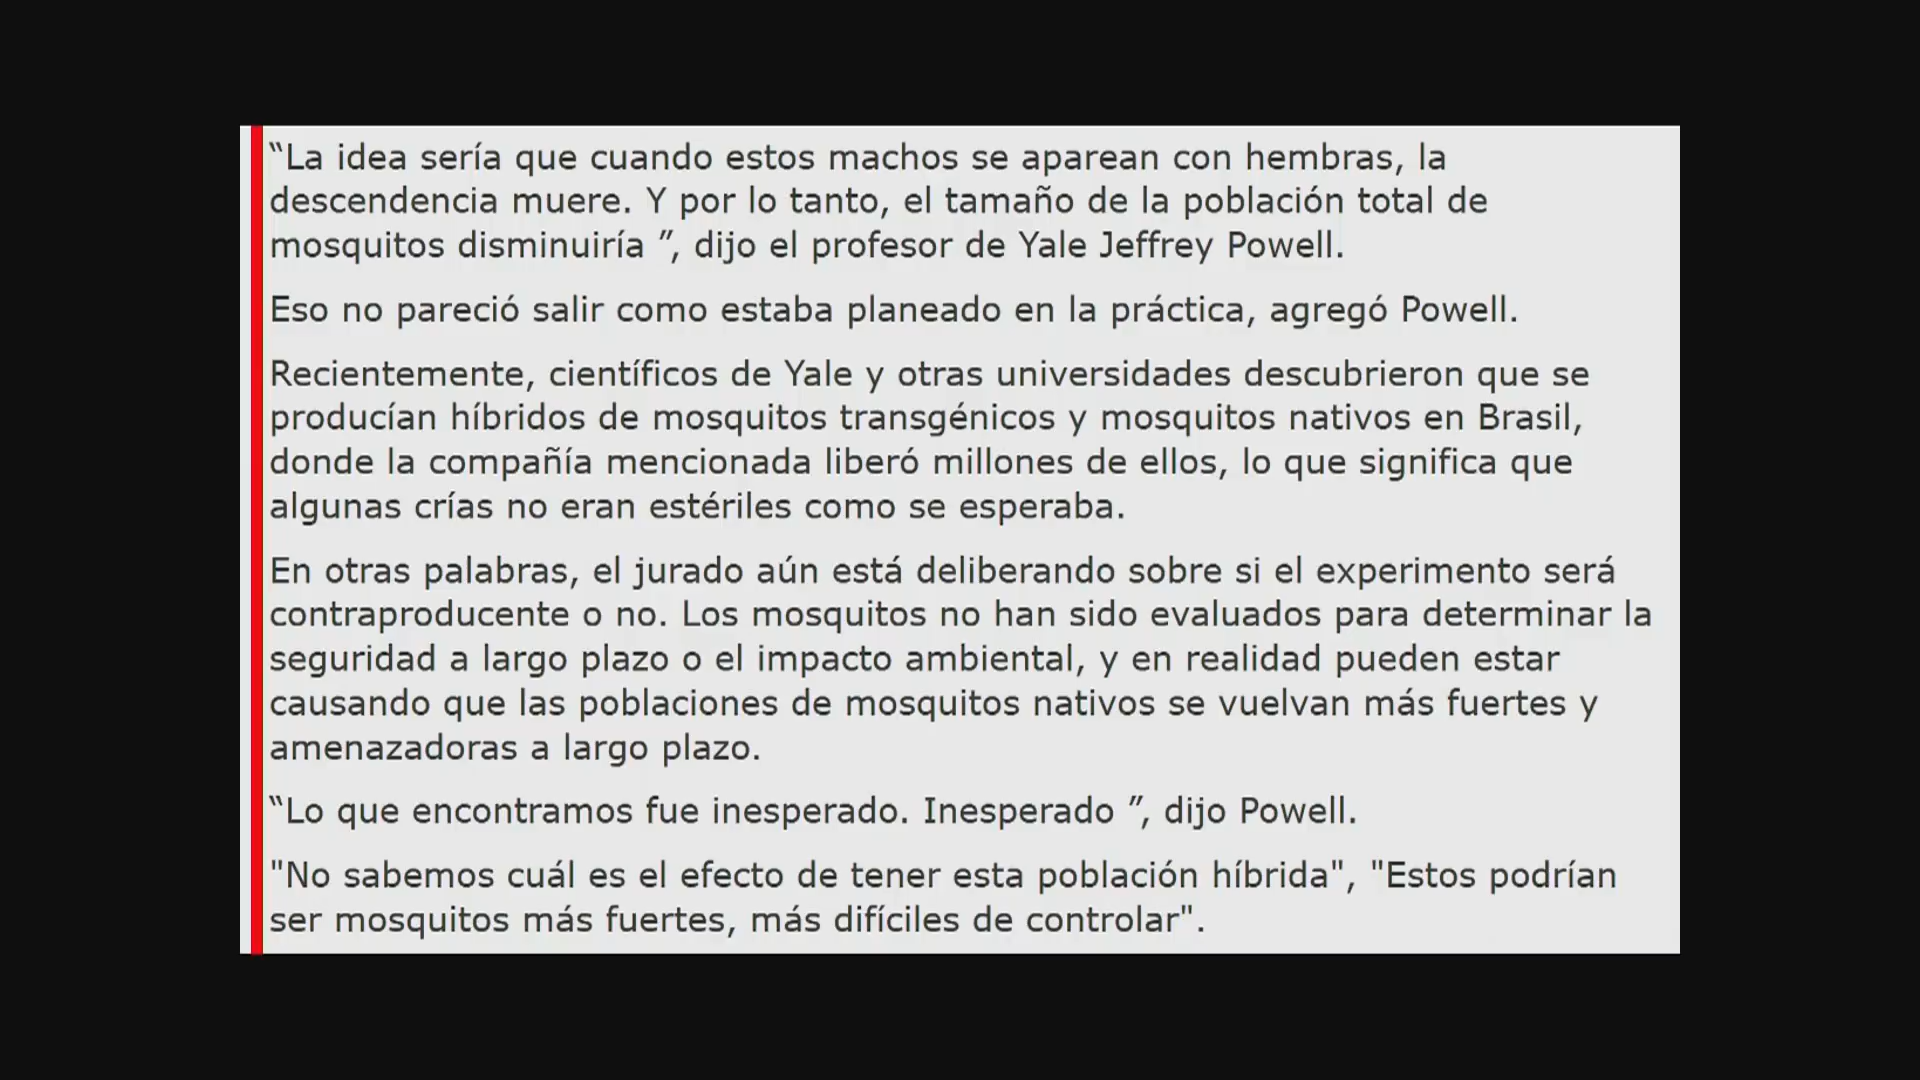 “La idea sería que cuando estos machos se aparean con hembras, la
descendencia muere. Y por lo tanto, el tamaño de la población total de
mosquitos disminuiría ”, dijo el profesor de Yale Jeffrey Powell.
Eso no pareció salir como estaba planeado en la práctica, agregó Powell.
Recientemente, científicos de Yale y otras universidades descubrieron que se
producían híbridos de mosquitos transgénicos y mosquitos nativos en Brasil,
donde la compañía mencionada liberó millones de ellos, lo que significa que
algunas crías no eran estériles como se esperaba.
En otras palabras, el jurado aún está deliberando sobre si el experimento será
contraproducente o no. Los mosquitos no han sido evaluados para determinar la
seguridad a largo plazo o el impacto ambiental, y en realidad pueden estar
causando que las poblaciones de mosquitos nativos se vuelvan más fuertes y
amenazadoras a largo plazo.
“Lo que encontramos fue inesperado. Inesperado ”, dijo Powell.
"No sabemos cuál es el efecto de tener esta población híbrida", "Estos podrían
ser mosquitos más fuertes, más difíciles de controlar".